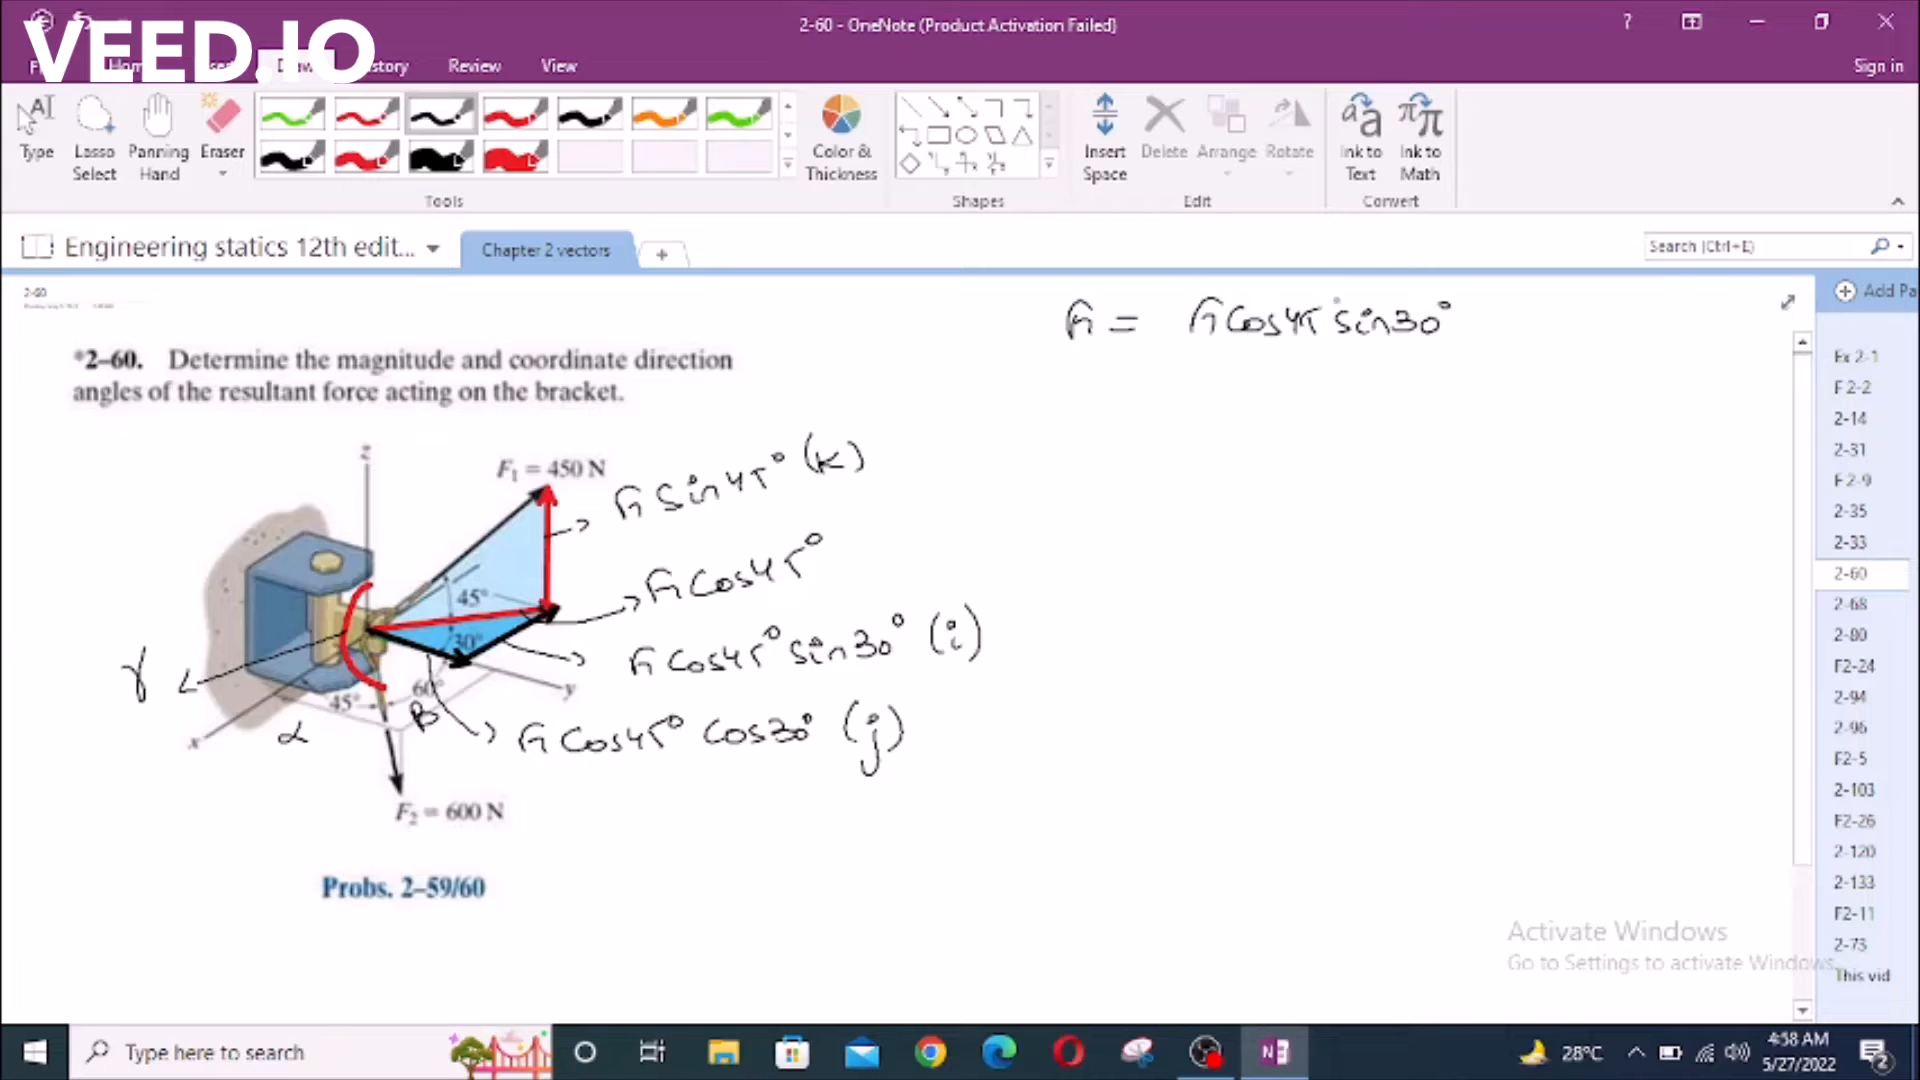 VEED.IO
2-60 - OneNote (Product Activation Failed)
?
Draw
Review
View
Sign in
Type
Lasso Select
Panning Hand
Eraser
Color & Thickness
Insert Space
Delete
Arrange
Rotate
Ink to Text
Ink to Math
Tools
Shapes
Edit
Convert
Engineering statics 12th edit...
Chapter 2 vectors
Search (Ctrl+E)
2-60
Add Pa
F1 = F1 Cos45 Sin30°
*2–60. Determine the magnitude and coordinate direction
angles of the resultant force acting on the bracket.
z
F1 = 450 N
F1 Sin45° (k)
F1 Cos45°
45°
30°
F1 Cos45° Sin30° (i)
γ
45°
60°
y
α
β
x
F1 Cos45° Cos30° (j)
F2 = 600 N
Probs. 2–59/60
Ex 2-1
F 2-2
2-14
2-31
F 2-9
2-35
2-33
2-60
2-68
2-80
F2-24
2-94
2-96
F2-5
2-103
F2-26
2-120
2-133
F2-11
2-73
This vid
Activate Windows
Go to Settings to activate Windows.
Type here to search
28°C
4:58 AM
5/27/2022
2